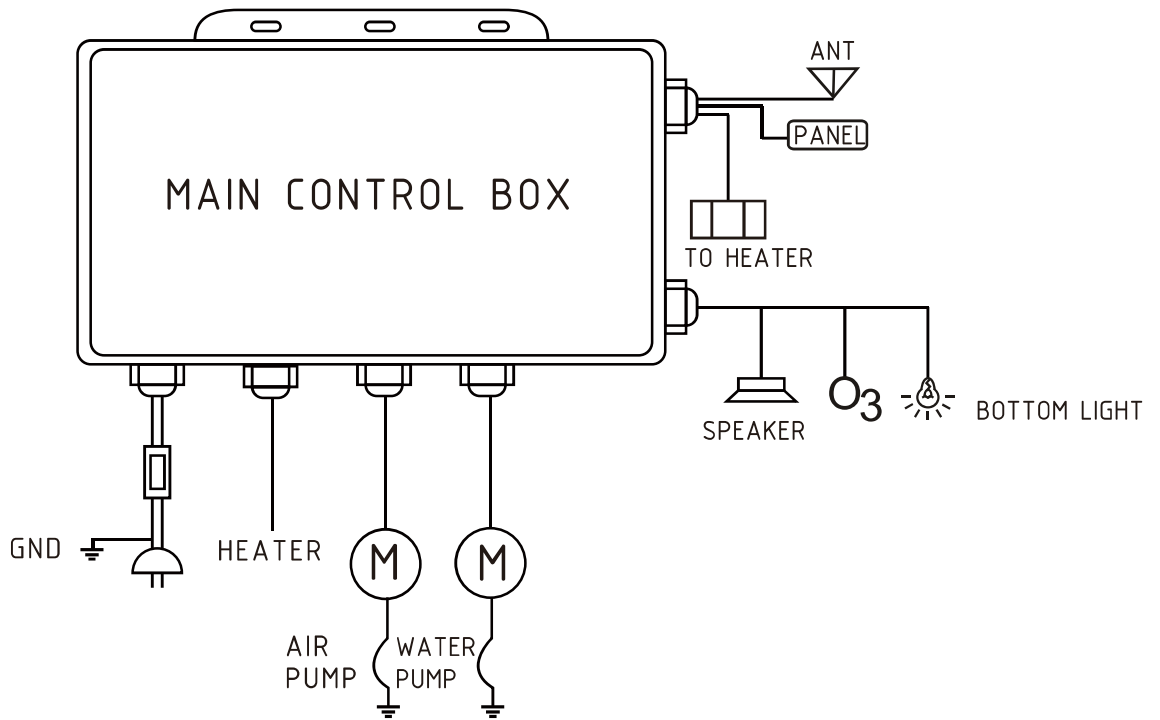 ANT
PANEL
MAIN CONTROL BOX
TO HEATER
O3
SPEAKER
BOTTOM LIGHT
GND
HEATER
M
M
AIR
PUMP
WATER
PUMP